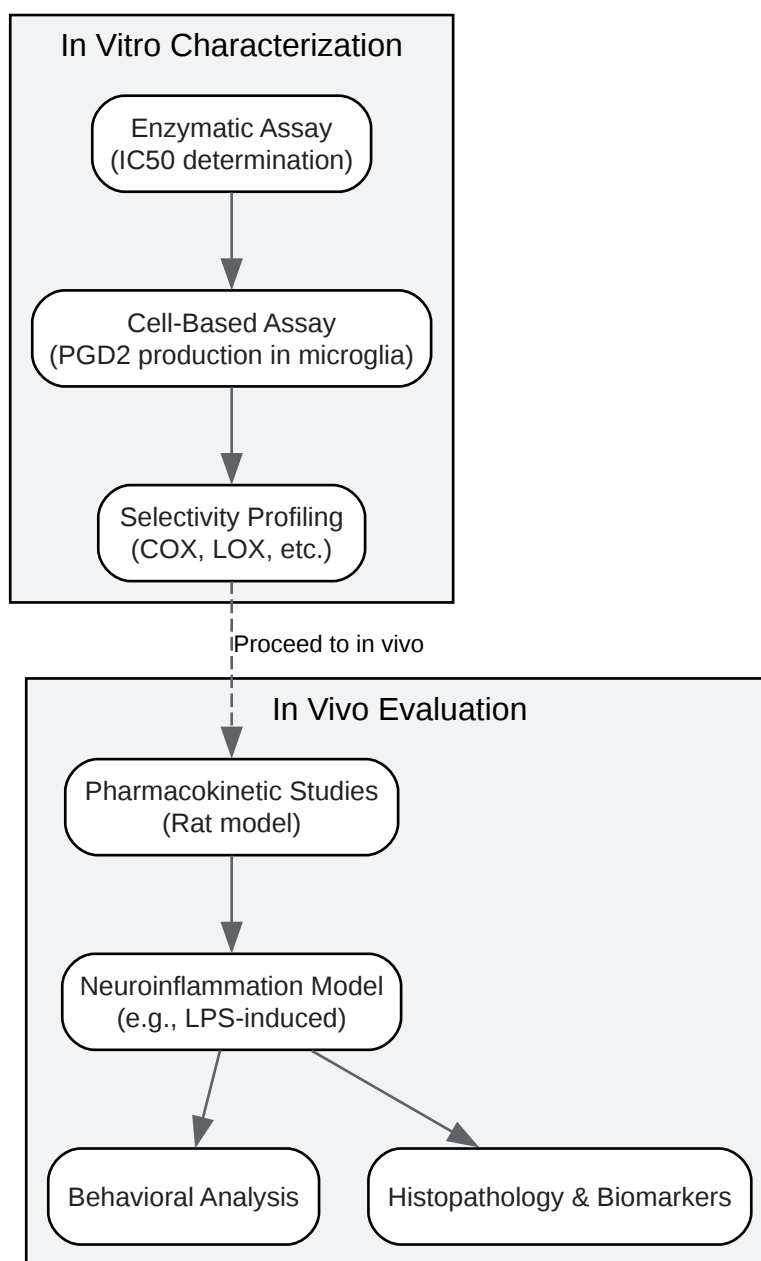 In Vitro Characterization
Enzymatic Assay
(IC50 determination)
Cell-Based Assay
(PGD2 production in microglia)
Selectivity Profiling
(COX, LOX, etc.)
Proceed to in vivo
In Vivo Evaluation
Pharmacokinetic Studies
(Rat model)
Neuroinflammation Model
(e.g., LPS-induced)
Behavioral Analysis
Histopathology & Biomarkers